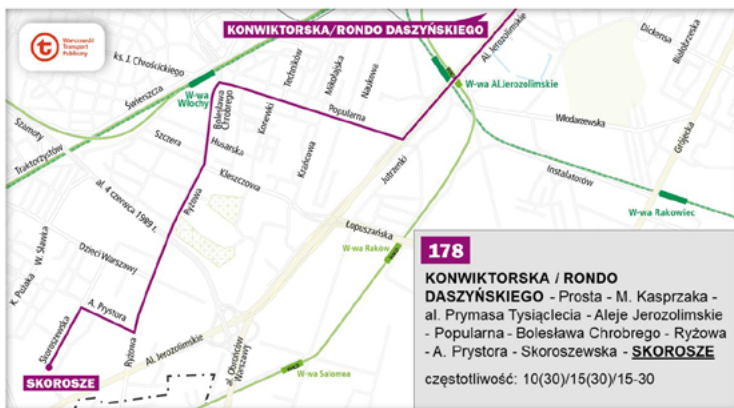 Warszawski
Transport
Publiczny
KONWIKTORSKA/RONDO DASZYŃSKIEGO
ks. J. Chrościckiego
Świerszcza
W-wa
Włochy
Techników
Mikołajska
Naukowa
Al. Jerozolimskie
W-wa Al.Jerozolimskie
Dickensa
Białobrzeska
Szamoty
Traktorzystów
Bolesława
Chrobrego
Popularna
Szczera
Husarska
Konewki
Krańcowa
Kleszczowa
Jutrzenki
Włodarzewska
Grójecka
Instalatorów
W-wa Rakowiec
al. 4 czerwca 1989 r.
Ryżowa
Łopuszańska
W-wa Raków
W. Sławka
Dzieci Warszawy
K. Pużaka
A. Prystora
Skoroszewska
Ryżowa
Al. Jerozolimskie
al. Obrońców
Warszawy
W-wa Salomea
SKOROSZE
178
KONWIKTORSKA / RONDO
DASZYŃSKIEGO - Prosta - M. Kasprzaka -
al. Prymasa Tysiąclecia - Aleje Jerozolimskie
- Popularna - Bolesława Chrobrego - Ryżowa
- A. Prystora - Skoroszewska - SKOROSZE
częstotliwość: 10(30)/15(30)/15-30